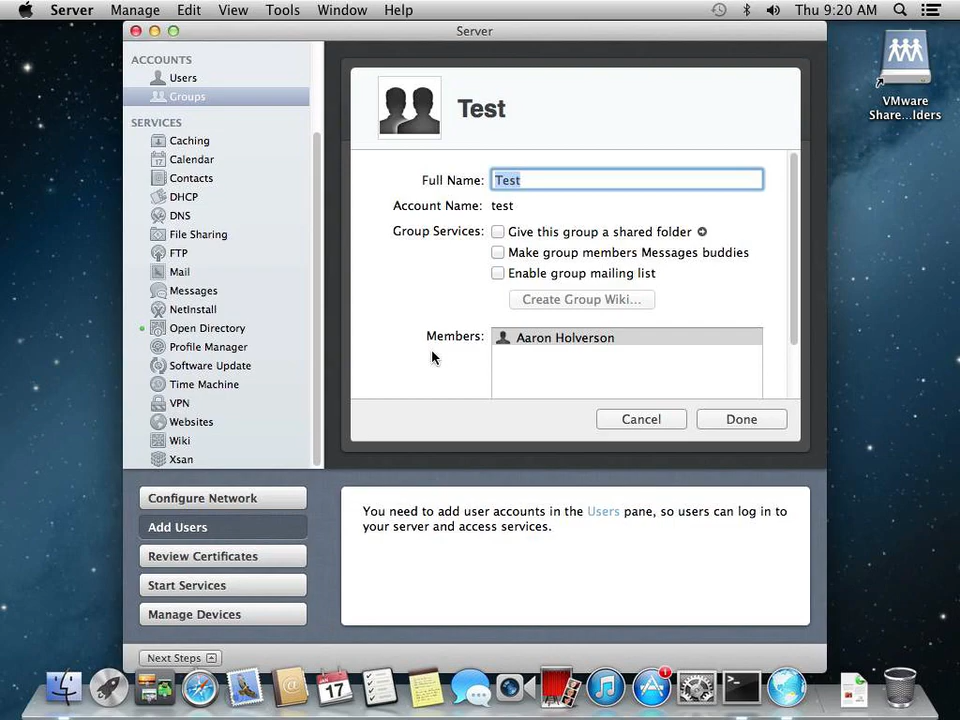 Server Manage Edit View Tools Window Help Thu 9:20 AM
Server
ACCOUNTS
Users
Groups
SERVICES
Caching
Calendar
Contacts
DHCP
DNS
File Sharing
FTP
Mail
Messages
NetInstall
Open Directory
Profile Manager
Software Update
Time Machine
VPN
Websites
Wiki
Xsan
Test
Full Name: Test
Account Name: test
Group Services: Give this group a shared folder
Make group members Messages buddies
Enable group mailing list
Create Group Wiki...
Members: Aaron Holverson
Cancel Done
Configure Network
Add Users
Review Certificates
Start Services
Manage Devices
You need to add user accounts in the Users pane, so users can log in to
your server and access services.
Next Steps
VMware
Share...lders
17
1